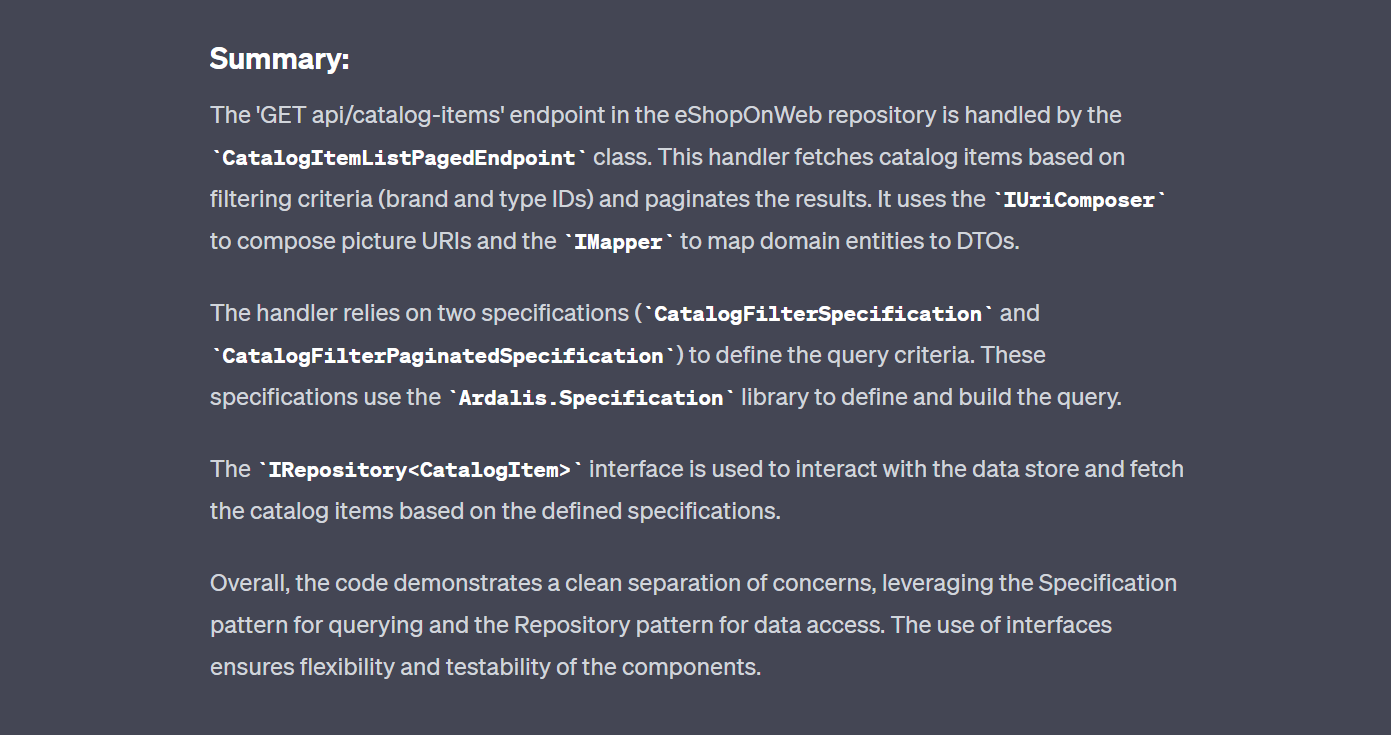 Summary:
The 'GET api/catalog-items' endpoint in the eShopOnWeb repository is handled by the
`CatalogItemListPagedEndpoint` class. This handler fetches catalog items based on
filtering criteria (brand and type IDs) and paginates the results. It uses the `IUriComposer`
to compose picture URIs and the `IMapper` to map domain entities to DTOs.
The handler relies on two specifications (`CatalogFilterSpecification` and
`CatalogFilterPaginatedSpecification`) to define the query criteria. These
specifications use the `Ardalis.Specification` library to define and build the query.
The `IRepository<CatalogItem>` interface is used to interact with the data store and fetch
the catalog items based on the defined specifications.
Overall, the code demonstrates a clean separation of concerns, leveraging the Specification
pattern for querying and the Repository pattern for data access. The use of interfaces
ensures flexibility and testability of the components.